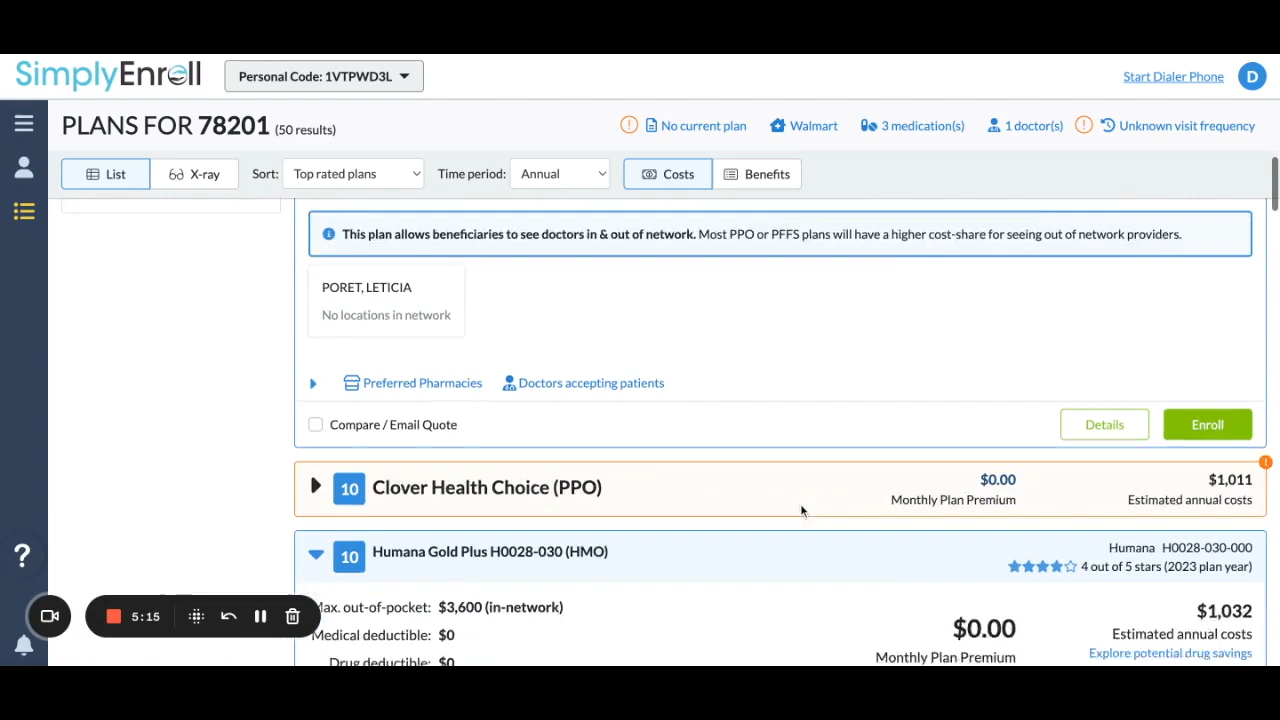 SimplyEnroll
Personal Code: 1VTPWD3L
Start Dialer Phone
D
PLANS FOR 78201 (50 results)
! No current plan
Walmart
3 medication(s)
1 doctor(s)
! Unknown visit frequency
List
X-ray
Sort:
Top rated plans
Time period:
Annual
Costs
Benefits
This plan allows beneficiaries to see doctors in & out of network. Most PPO or PFFS plans will have a higher cost-share for seeing out of network providers.
PORET, LETICIA
No locations in network
Preferred Pharmacies
Doctors accepting patients
Compare / Email Quote
Details
Enroll
!
10
Clover Health Choice (PPO)
$0.00
Monthly Plan Premium
$1,011
Estimated annual costs
10
Humana Gold Plus H0028-030 (HMO)
Humana H0028-030-000
4 out of 5 stars (2023 plan year)
Max. out-of-pocket: $3,600 (in-network)
Medical deductible: $0
Drug deductible: $0
$0.00
Monthly Plan Premium
$1,032
Estimated annual costs
Explore potential drug savings
?
5:15